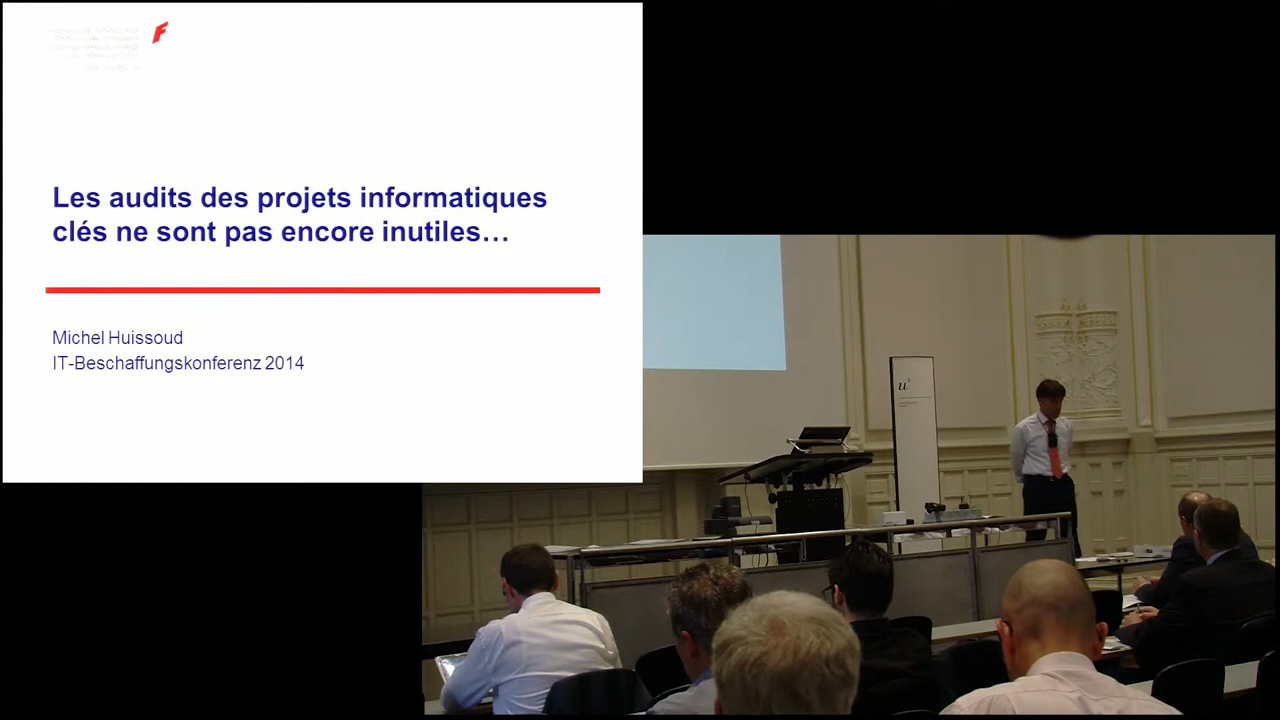 Les audits des projets informatiques
clés ne sont pas encore inutiles…
Michel Huissoud
IT-Beschaffungskonferenz 2014